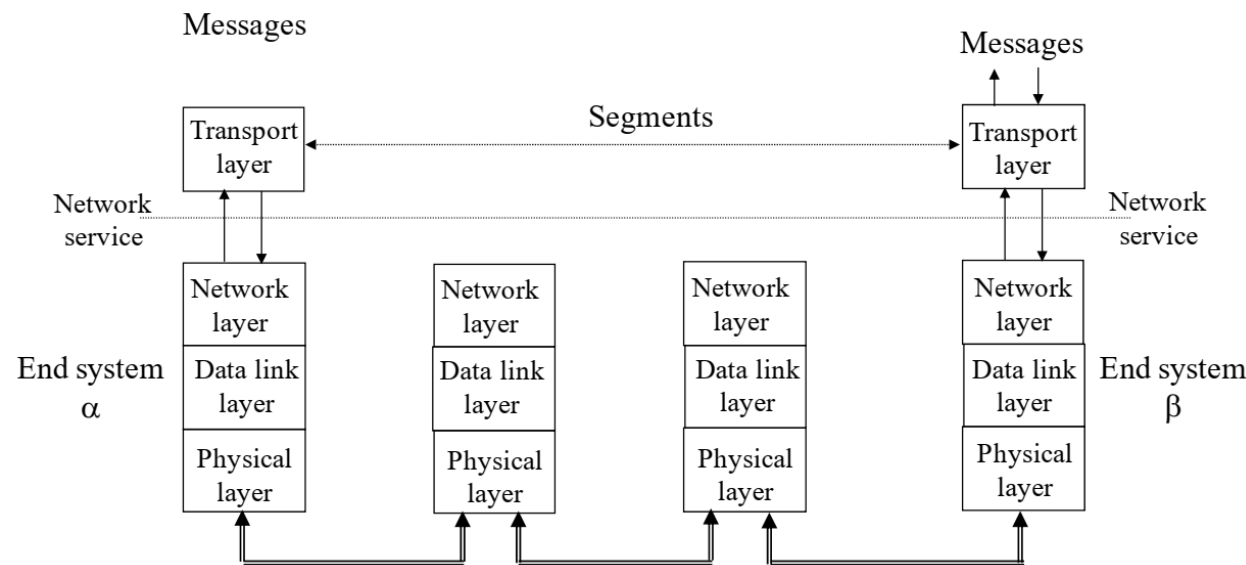 Messages
Messages
Transport
layer
Segments
Transport
layer
Network
service
Network
service
Network
layer
Network
layer
Network
layer
Network
layer
End system
α
Data link
layer
Data link
layer
Data link
layer
Data link
layer
End system
β
Physical
layer
Physical
layer
Physical
layer
Physical
layer